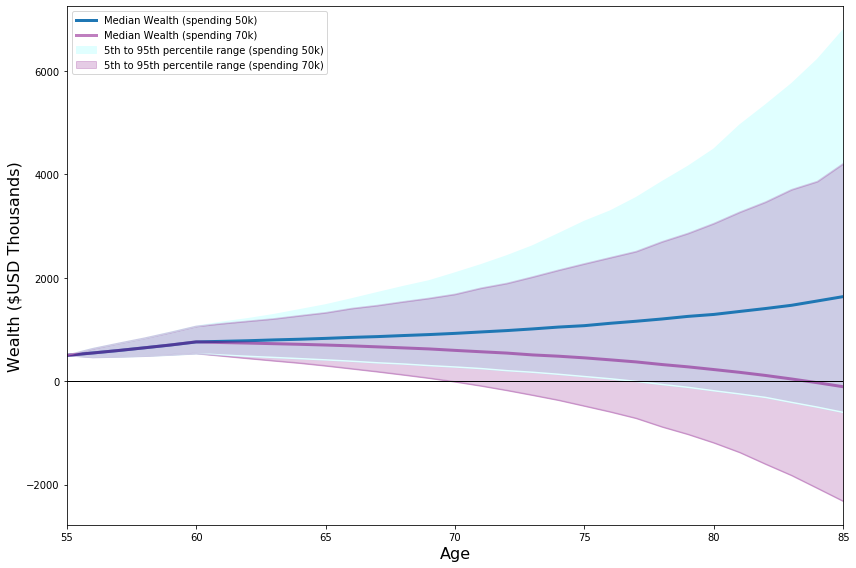 Median Wealth (spending 50k)
Median Wealth (spending 70k)
5th to 95th percentile range (spending 50k)
5th to 95th percentile range (spending 70k)
Wealth ($USD Thousands)
6000
4000
2000
0
−2000
55 60 65 70 75 80 85
Age